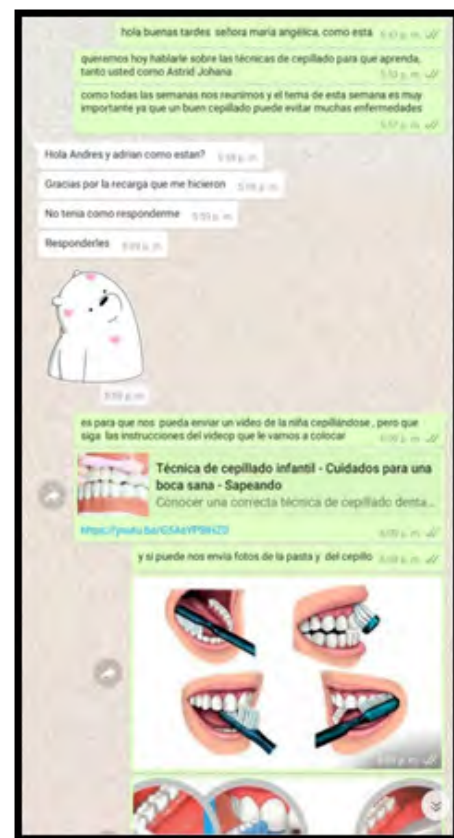 hola buenas tardes señora maría angélica, como esta
queremos hoy hablarle sobre las técnicas de cepillado para que aprenda,
tanto usted como Astrid Johana
como todas las semanas nos reunimos y el tema de esta semana es muy
importante ya que un buen cepillado puede evitar muchas enfermedades
Hola Andres y adrian como estan?
Gracias por la recarga que me hicieron
No tenia como responderme
Responderles
es para que nos pueda enviar un video de la niña cepillándose , pero que
siga las instrucciones del videop que le vamos a colocar
Técnica de cepillado infantil - Cuidados para una
boca sana - Sapeando
Conocer una correcta técnica de cepillado denta...
y si puede nos envia fotos de la pasta y del cepillo